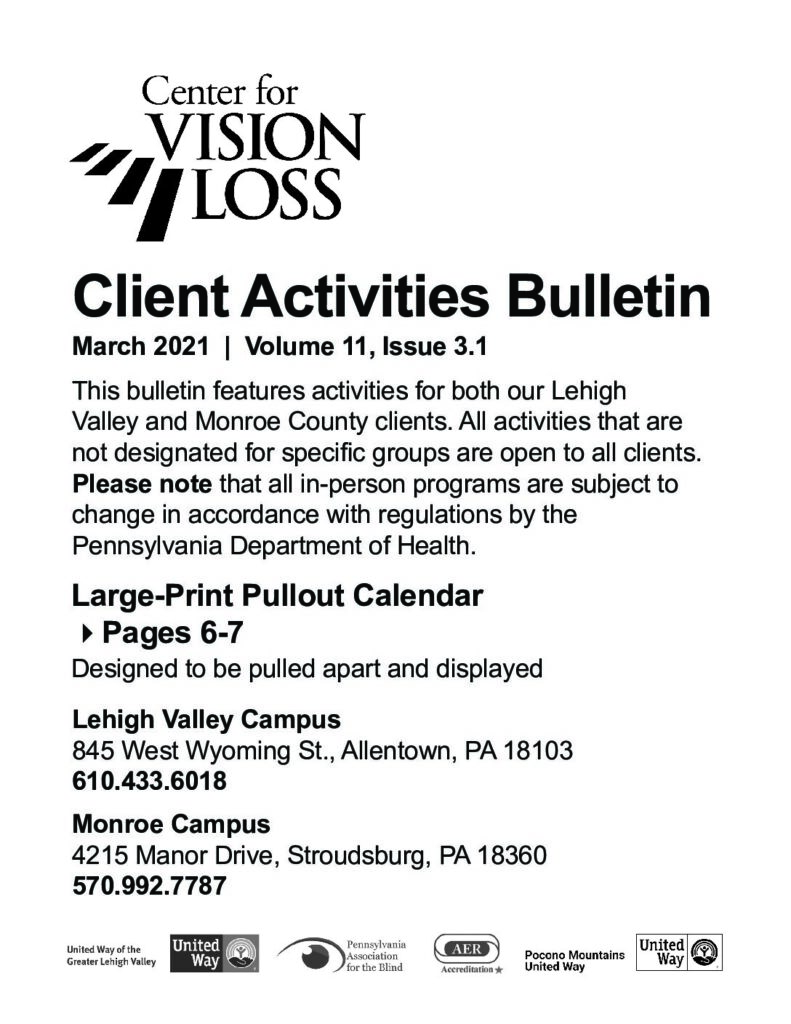 Center for
VISION
LOSS
Client Activities Bulletin
March 2021 | Volume 11, Issue 3.1
This bulletin features activities for both our Lehigh
Valley and Monroe County clients. All activities that are
not designated for specific groups are open to all clients.
Please note that all in-person programs are subject to
change in accordance with regulations by the
Pennsylvania Department of Health.
Large-Print Pullout Calendar
Pages 6-7
Designed to be pulled apart and displayed
Lehigh Valley Campus
845 West Wyoming St., Allentown, PA 18103
610.433.6018
Monroe Campus
4215 Manor Drive, Stroudsburg, PA 18360
570.992.7787
United Way of the
Greater Lehigh Valley
United
Way
Pennsylvania
Association
for the Blind
AER
Accreditation
Pocono Mountains
United Way
United
Way